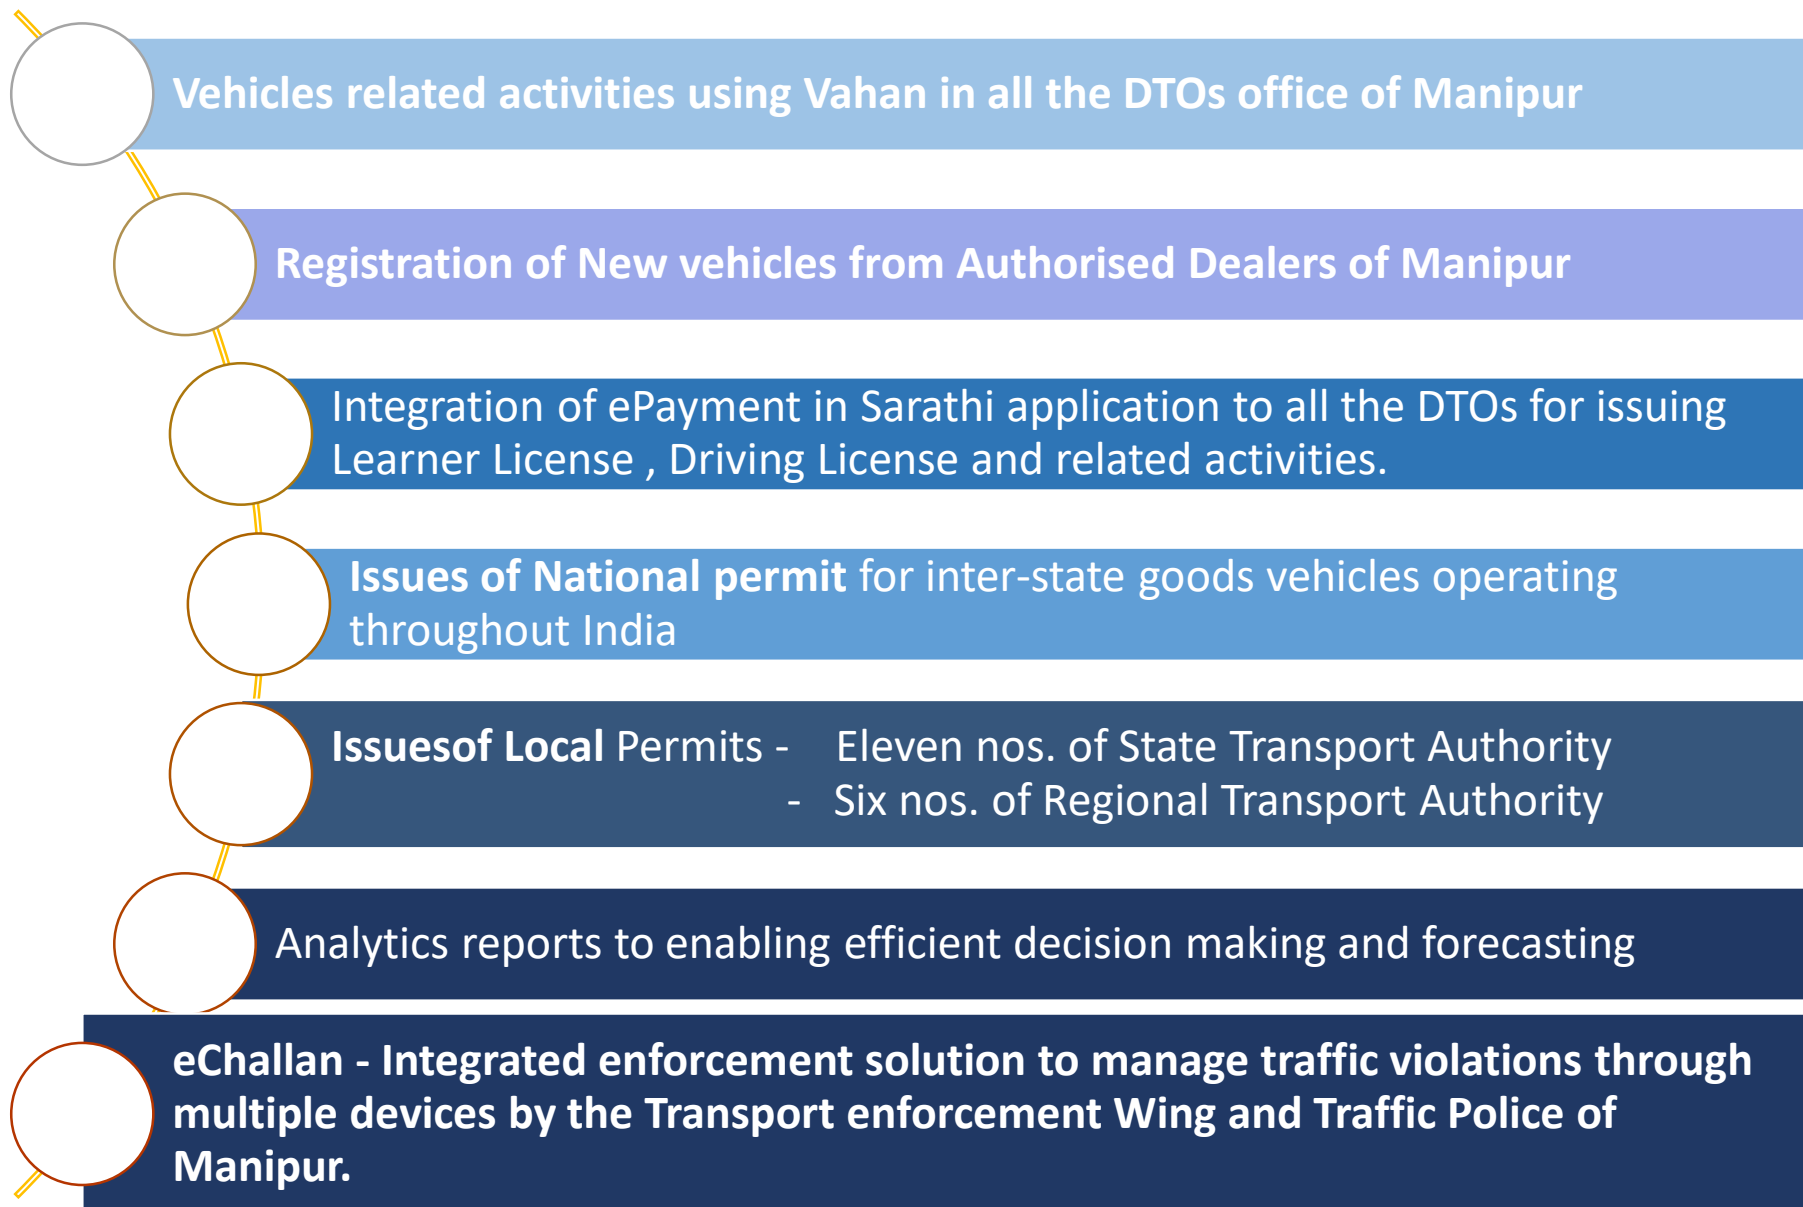 Vehicles related activities using Vahan in all the DTOs office of Manipur
Registration of New vehicles from Authorised Dealers of Manipur
Integration of ePayment in Sarathi application to all the DTOs for issuing
Learner License , Driving License and related activities.
Issues of National permit for inter-state goods vehicles operating
throughout India
Issuesof Local Permits - Eleven nos. of State Transport Authority
- Six nos. of Regional Transport Authority
Analytics reports to enabling efficient decision making and forecasting
eChallan - Integrated enforcement solution to manage traffic violations through
multiple devices by the Transport enforcement Wing and Traffic Police of
Manipur.